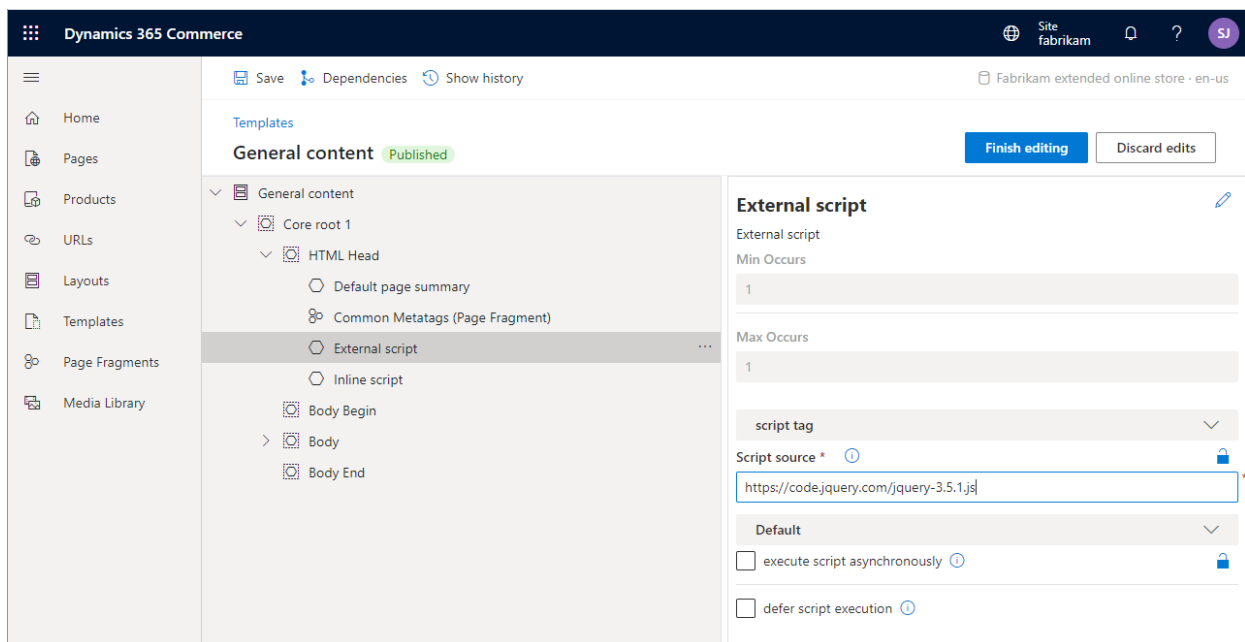 Dynamics 365 Commerce
Site
fabrikam
?
SJ
Save
Dependencies
Show history
Fabrikam extended online store · en-us
Home
Pages
Products
URLs
Layouts
Templates
Page Fragments
Media Library
Templates
General content
Published
Finish editing
Discard edits
General content
Core root 1
HTML Head
Default page summary
Common Metatags (Page Fragment)
External script
...
Inline script
Body Begin
Body
Body End
External script
External script
Min Occurs
1
Max Occurs
1
script tag
Script source *
https://code.jquery.com/jquery-3.5.1.js
*
Default
execute script asynchronously
defer script execution